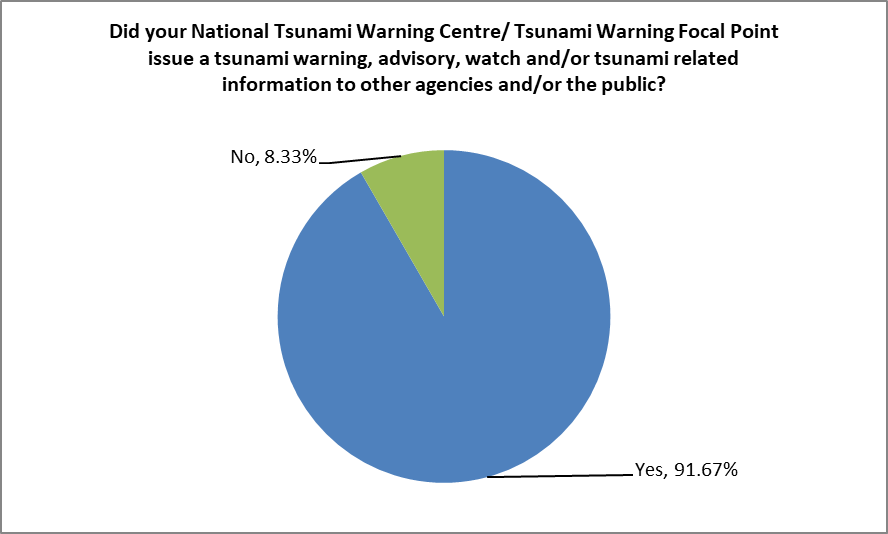 Did your National Tsunami Warning Centre/ Tsunami Warning Focal Point
issue a tsunami warning, advisory, watch and/or tsunami related
information to other agencies and/or the public?
No, 8.33%
Yes, 91.67%